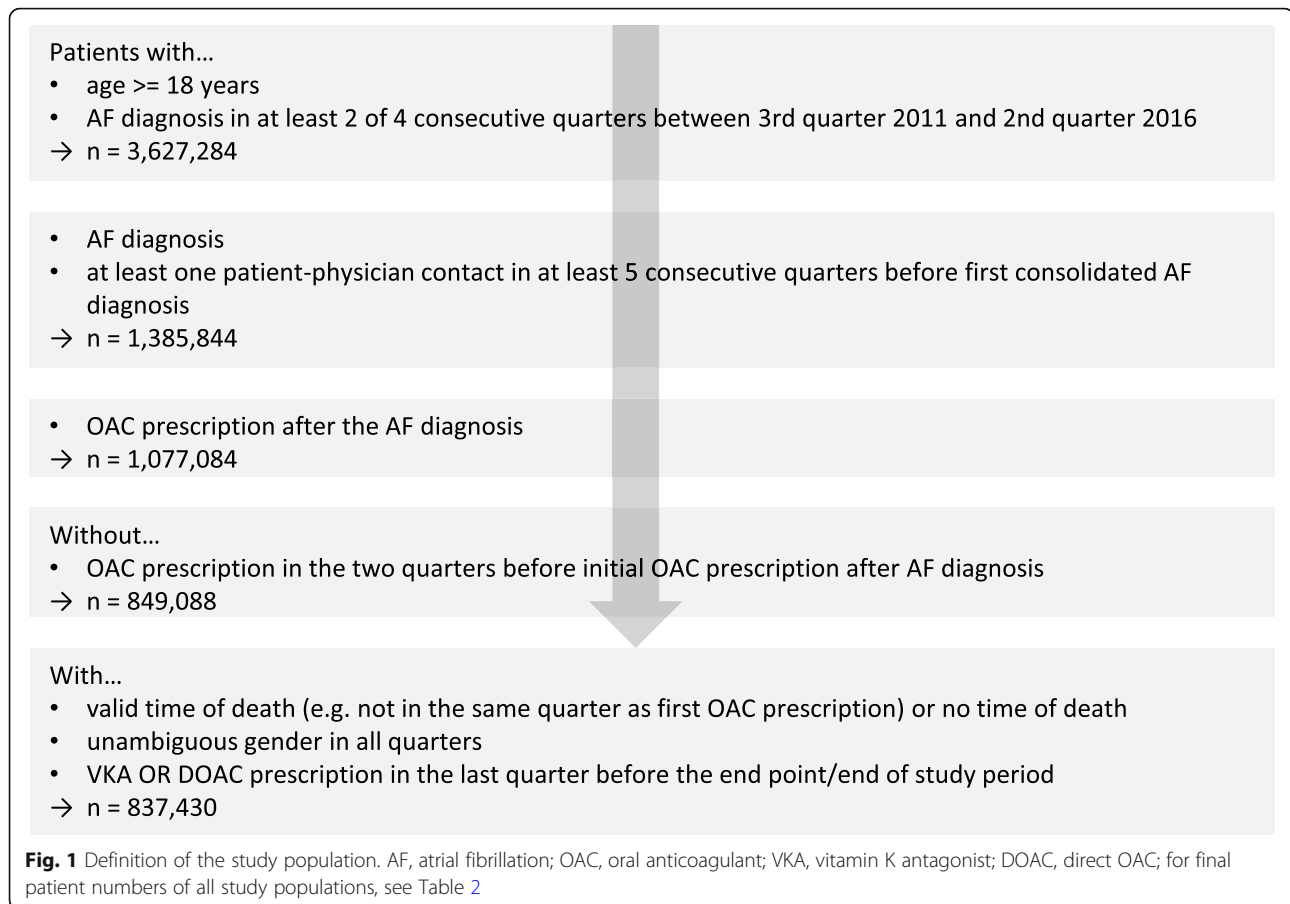 Patients with…
• age >= 18 years
• AF diagnosis in at least 2 of 4 consecutive quarters between 3rd quarter 2011 and 2nd quarter 2016
→ n = 3,627,284
• AF diagnosis
• at least one patient-physician contact in at least 5 consecutive quarters before first consolidated AF
diagnosis
→ n = 1,385,844
• OAC prescription after the AF diagnosis
→ n = 1,077,084
Without…
• OAC prescription in the two quarters before initial OAC prescription after AF diagnosis
→ n = 849,088
With…
• valid time of death (e.g. not in the same quarter as first OAC prescription) or no time of death
• unambiguous gender in all quarters
• VKA OR DOAC prescription in the last quarter before the end point/end of study period
→ n = 837,430
Fig. 1 Definition of the study population. AF, atrial fibrillation; OAC, oral anticoagulant; VKA, vitamin K antagonist; DOAC, direct OAC; for final
patient numbers of all study populations, see Table 2